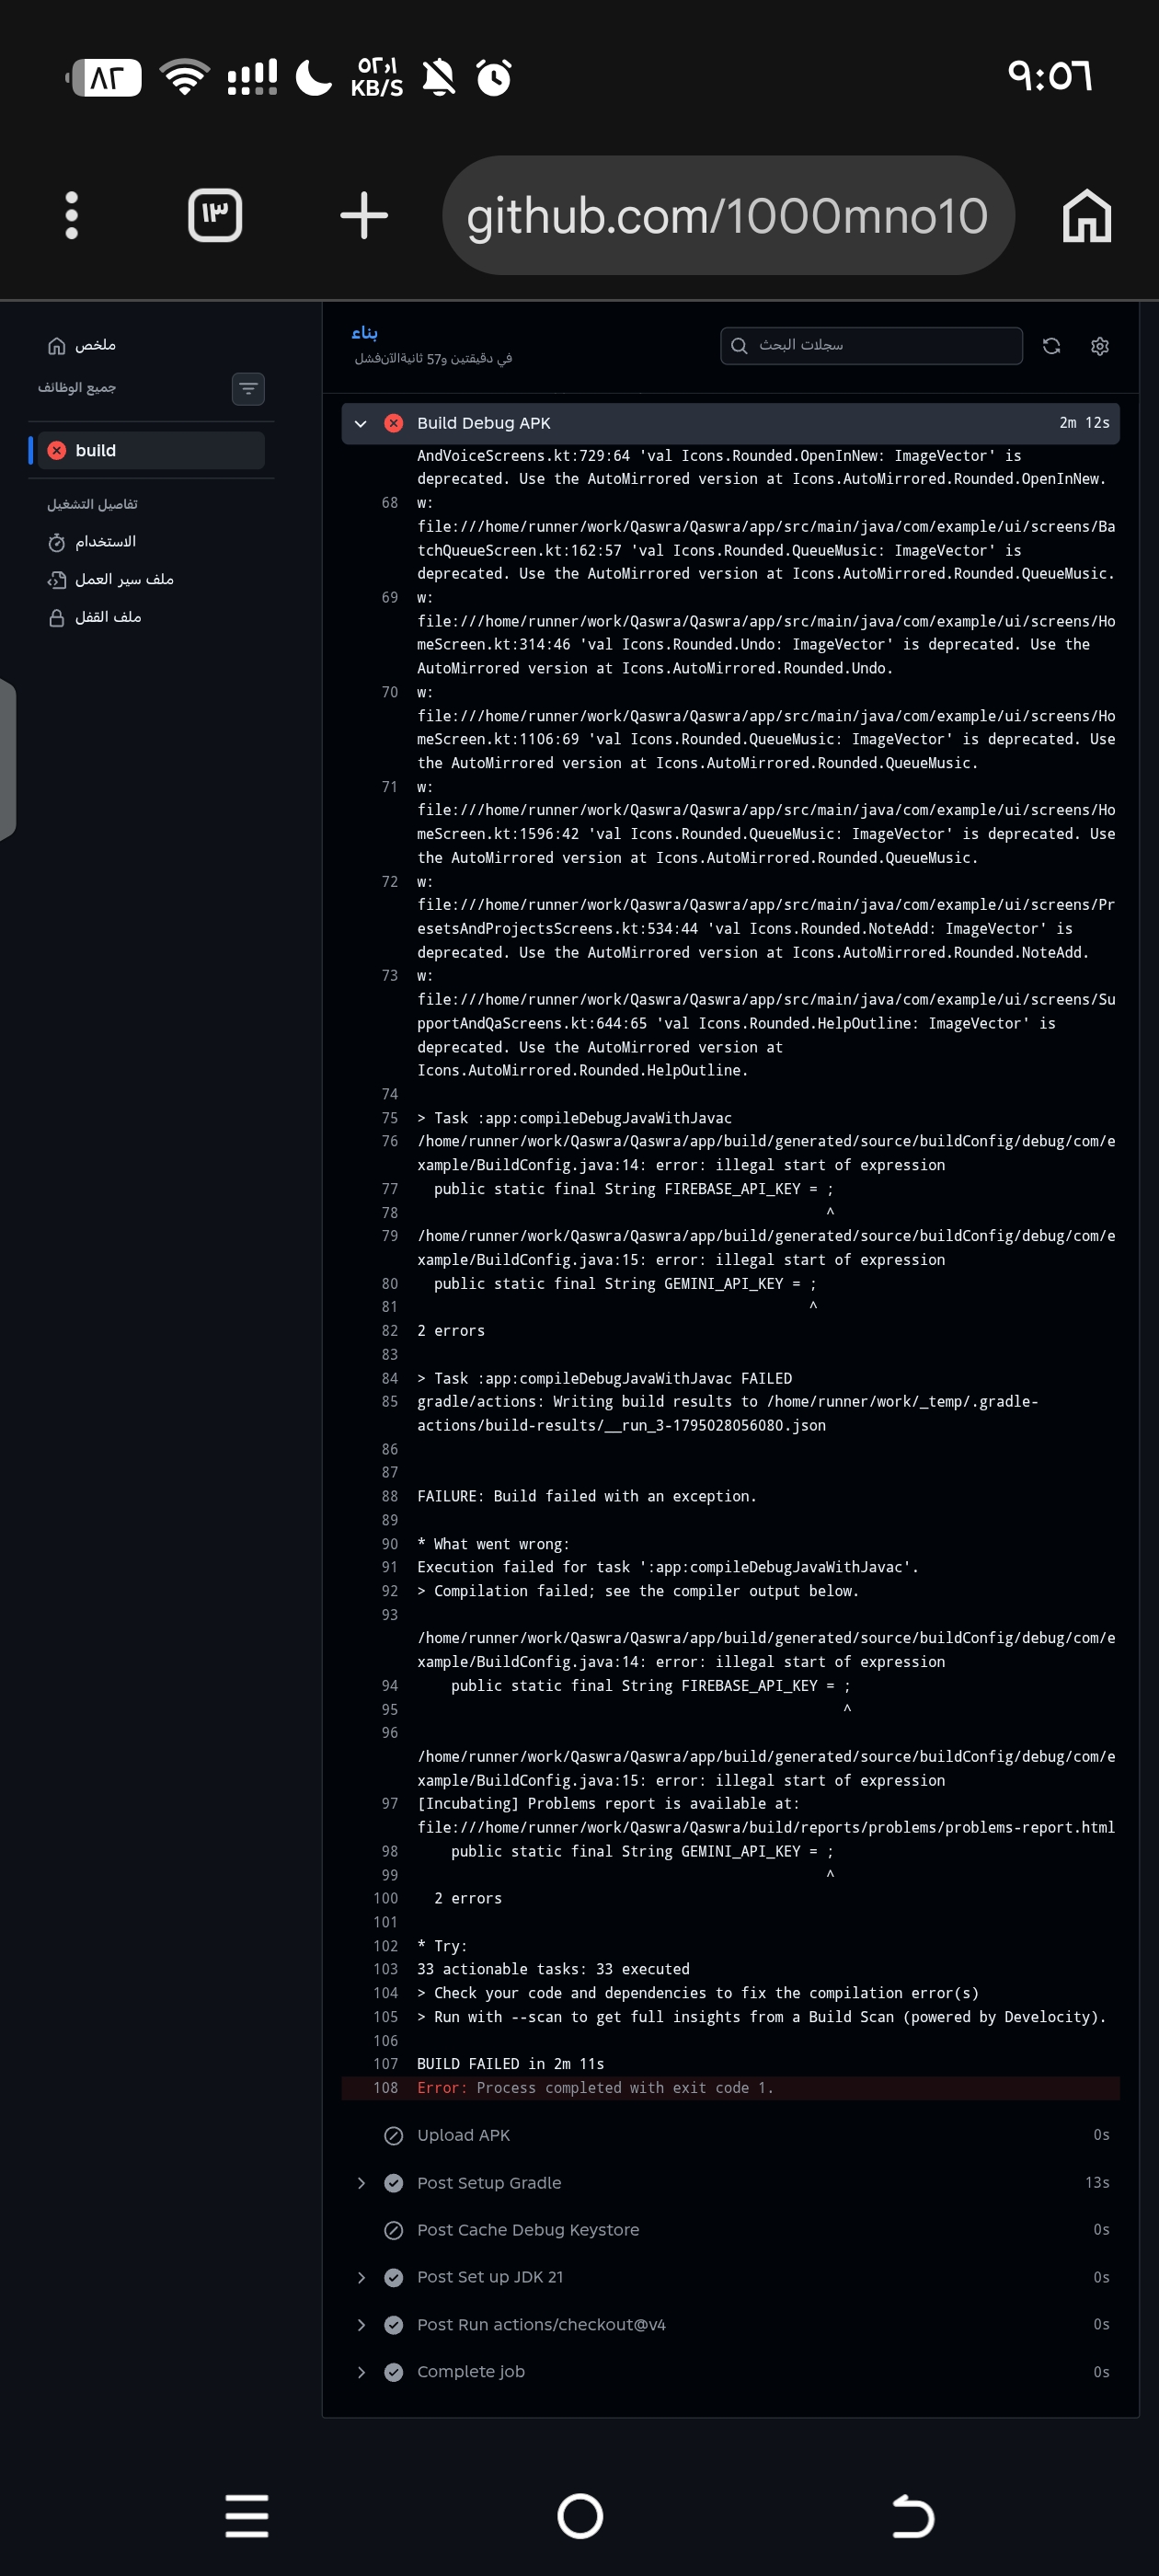 ٨٢
٥٢٫١
KB/S
٩:٥٦
١٣
github.com/1000mno10
ملخص
جميع الوظائف
build
تفاصيل التشغيل
الاستخدام
ملف سير العمل
ملف القفل
بناء
فشل الآن في دقيقتين و57 ثانية
سجلات البحث
Build Debug APK
2m 12s
AndVoiceScreens.kt:729:64 'val Icons.Rounded.OpenInNew: ImageVector' is
deprecated. Use the AutoMirrored version at Icons.AutoMirrored.Rounded.OpenInNew.
68 w:
file:///home/runner/work/Qaswra/Qaswra/app/src/main/java/com/example/ui/screens/Ba
tchQueueScreen.kt:162:57 'val Icons.Rounded.QueueMusic: ImageVector' is
deprecated. Use the AutoMirrored version at Icons.AutoMirrored.Rounded.QueueMusic.
69 w:
file:///home/runner/work/Qaswra/Qaswra/app/src/main/java/com/example/ui/screens/Ho
meScreen.kt:314:46 'val Icons.Rounded.Undo: ImageVector' is deprecated. Use the
AutoMirrored version at Icons.AutoMirrored.Rounded.Undo.
70 w:
file:///home/runner/work/Qaswra/Qaswra/app/src/main/java/com/example/ui/screens/Ho
meScreen.kt:1106:69 'val Icons.Rounded.QueueMusic: ImageVector' is deprecated. Use
the AutoMirrored version at Icons.AutoMirrored.Rounded.QueueMusic.
71 w:
file:///home/runner/work/Qaswra/Qaswra/app/src/main/java/com/example/ui/screens/Ho
meScreen.kt:1596:42 'val Icons.Rounded.QueueMusic: ImageVector' is deprecated. Use
the AutoMirrored version at Icons.AutoMirrored.Rounded.QueueMusic.
72 w:
file:///home/runner/work/Qaswra/Qaswra/app/src/main/java/com/example/ui/screens/Pr
esetsAndProjectsScreens.kt:534:44 'val Icons.Rounded.NoteAdd: ImageVector' is
deprecated. Use the AutoMirrored version at Icons.AutoMirrored.Rounded.NoteAdd.
73 w:
file:///home/runner/work/Qaswra/Qaswra/app/src/main/java/com/example/ui/screens/Su
pportAndQaScreens.kt:644:65 'val Icons.Rounded.HelpOutline: ImageVector' is
deprecated. Use the AutoMirrored version at
Icons.AutoMirrored.Rounded.HelpOutline.
74
75 > Task :app:compileDebugJavaWithJavac
76 /home/runner/work/Qaswra/Qaswra/app/build/generated/source/buildConfig/debug/com/e
xample/BuildConfig.java:14: error: illegal start of expression
77 public static final String FIREBASE_API_KEY = ;
78 ^
79 /home/runner/work/Qaswra/Qaswra/app/build/generated/source/buildConfig/debug/com/e
xample/BuildConfig.java:15: error: illegal start of expression
80 public static final String GEMINI_API_KEY = ;
81 ^
82 2 errors
83
84 > Task :app:compileDebugJavaWithJavac FAILED
85 gradle/actions: Writing build results to /home/runner/work/_temp/.gradle-
actions/build-results/__run_3-1795028056080.json
86
87
88 FAILURE: Build failed with an exception.
89
90 * What went wrong:
91 Execution failed for task ':app:compileDebugJavaWithJavac'.
92 > Compilation failed; see the compiler output below.
93
/home/runner/work/Qaswra/Qaswra/app/build/generated/source/buildConfig/debug/com/e
xample/BuildConfig.java:14: error: illegal start of expression
94 public static final String FIREBASE_API_KEY = ;
95 ^
96
/home/runner/work/Qaswra/Qaswra/app/build/generated/source/buildConfig/debug/com/e
xample/BuildConfig.java:15: error: illegal start of expression
97 [Incubating] Problems report is available at:
file:///home/runner/work/Qaswra/Qaswra/build/reports/problems/problems-report.html
98 public static final String GEMINI_API_KEY = ;
99 ^
100 2 errors
101
102 * Try:
103 33 actionable tasks: 33 executed
104 > Check your code and dependencies to fix the compilation error(s)
105 > Run with --scan to get full insights from a Build Scan (powered by Develocity).
106
107 BUILD FAILED in 2m 11s
108 Error: Process completed with exit code 1.
Upload APK 0s
Post Setup Gradle 13s
Post Cache Debug Keystore 0s
Post Set up JDK 21 0s
Post Run actions/checkout@v4 0s
Complete job 0s